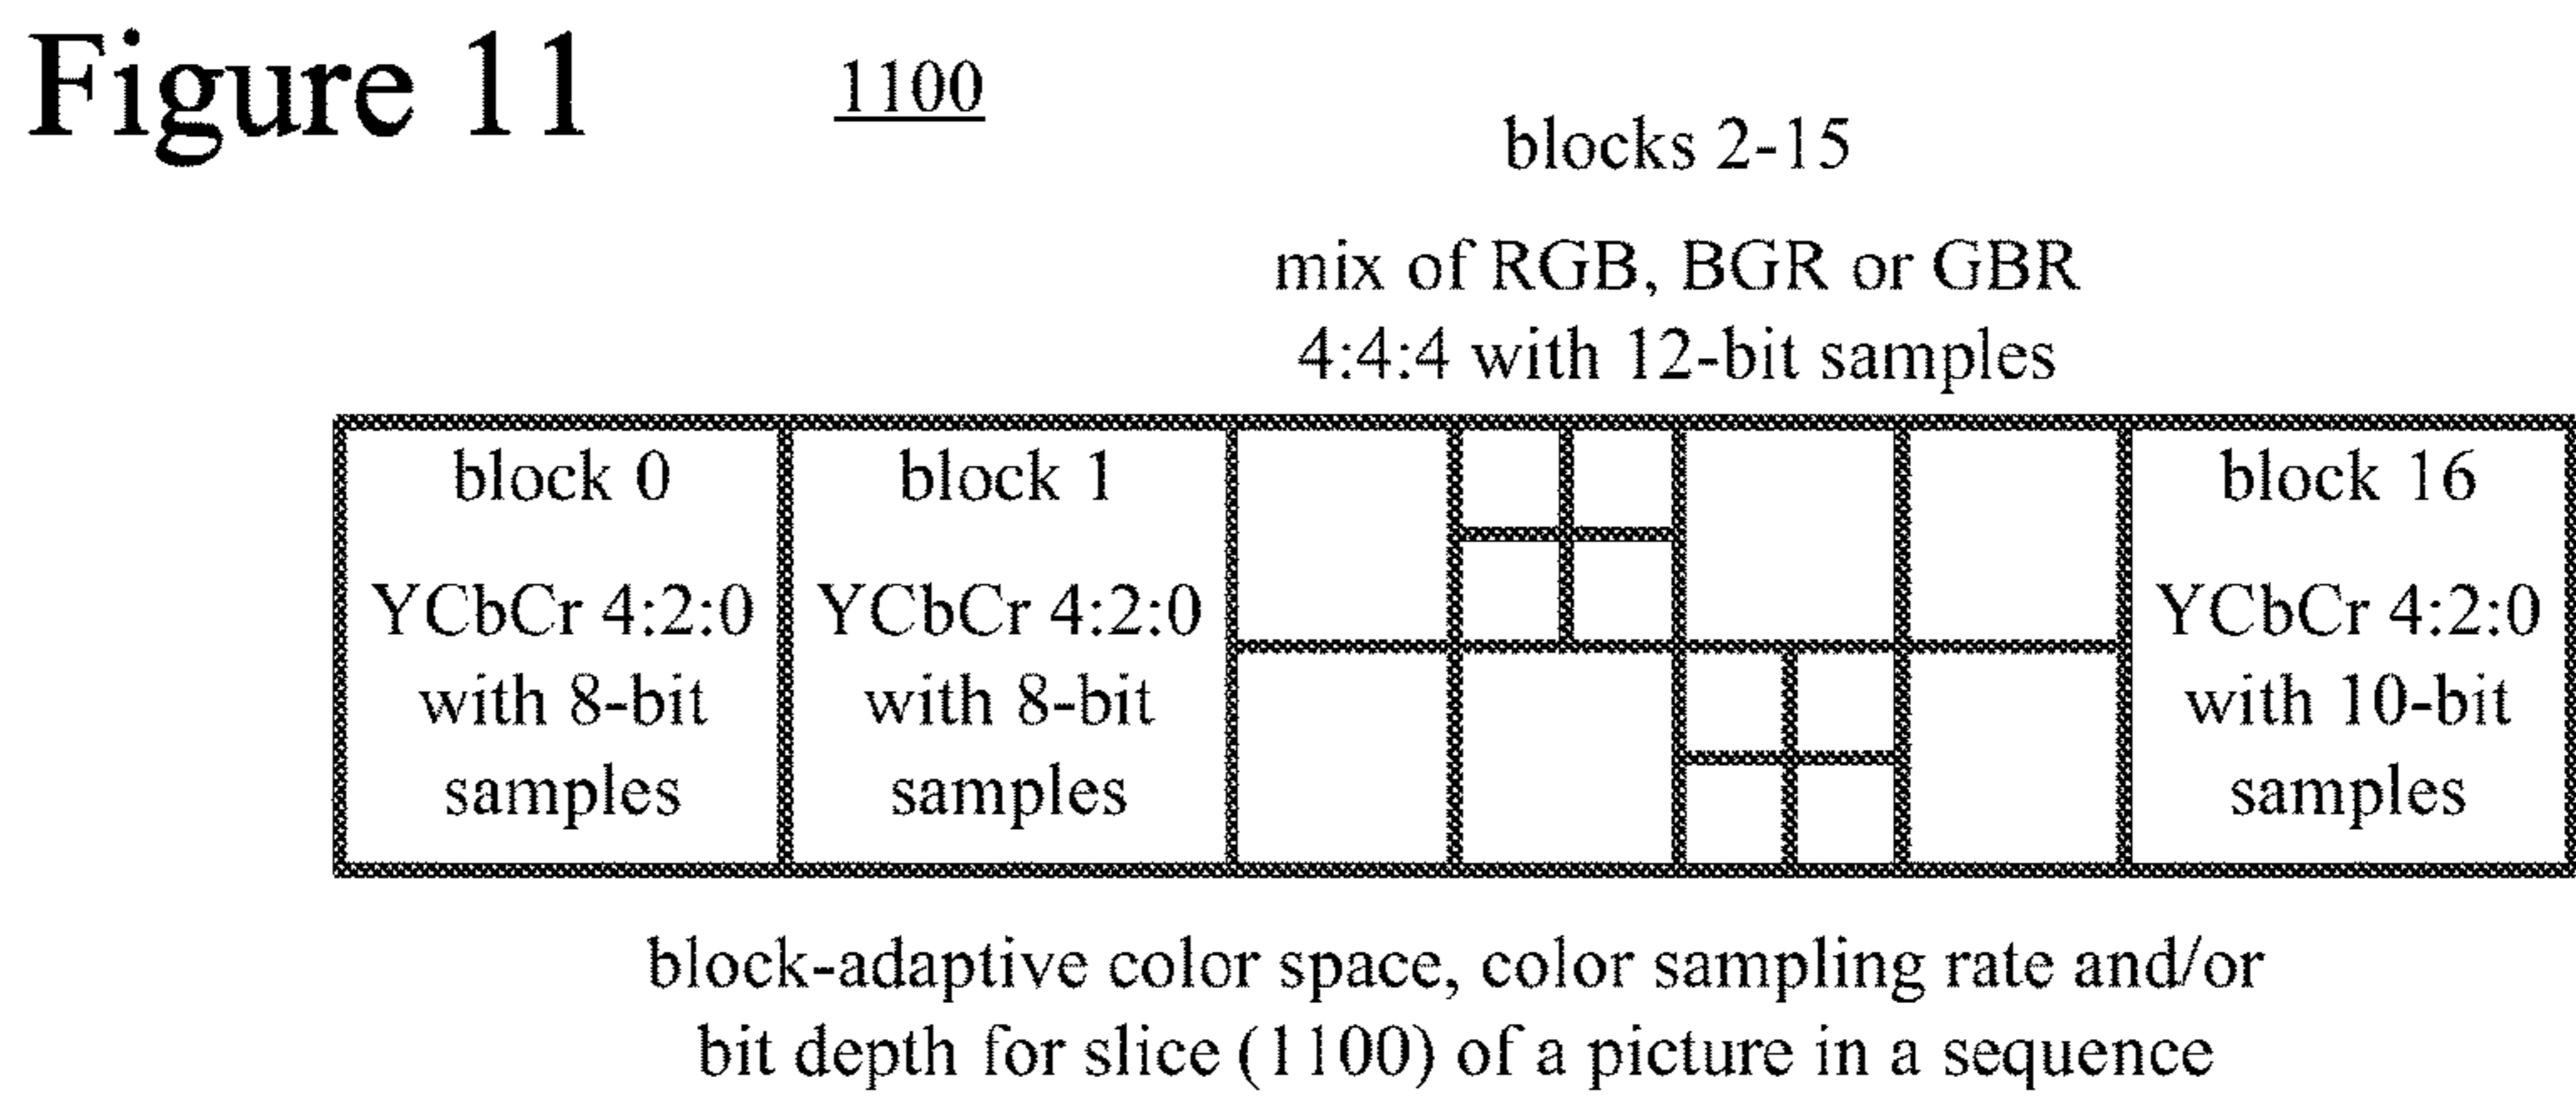 Figure 11
1100
blocks 2-15
mix of RGB, BGR or GBR
4:4:4 with 12-bit samples
block 0
YCbCr 4:2:0
with 8-bit
samples
block 1
YCbCr 4:2:0
with 8-bit
samples
block 16
YCbCr 4:2:0
with 10-bit
samples
block-adaptive color space, color sampling rate and/or
bit depth for slice (1100) of a picture in a sequence